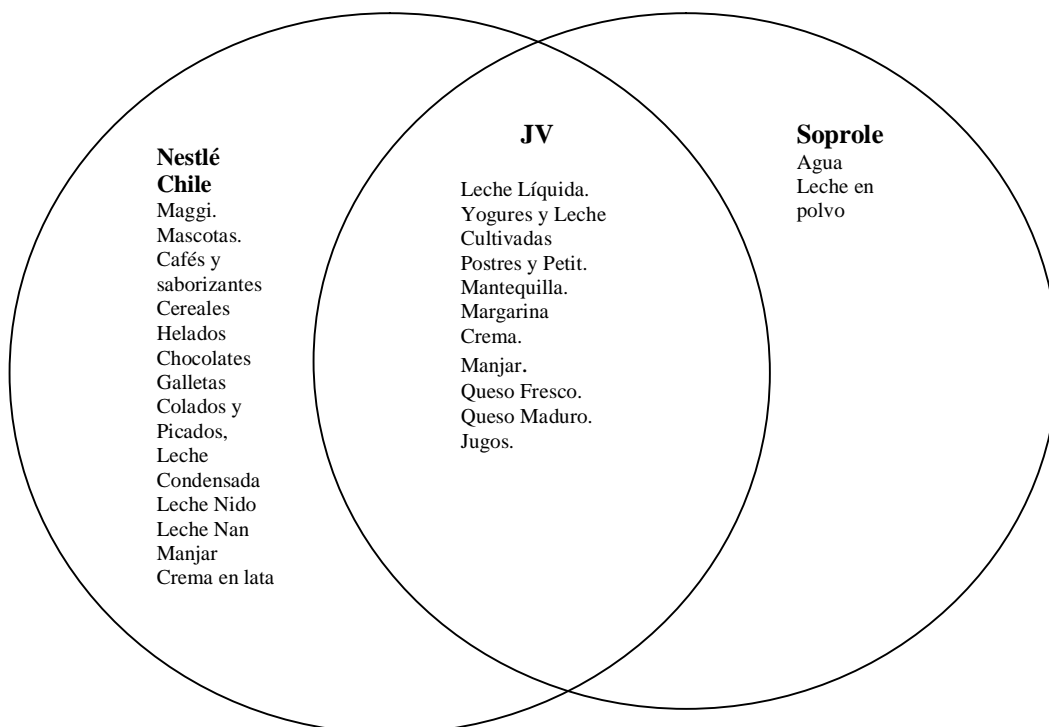 Nestlé
Chile
Maggi.
Mascotas.
Cafés y
saborizantes
Cereales
Helados
Chocolates
Galletas
Colados y
Picados,
Leche
Condensada
Leche Nido
Leche Nan
Manjar
Crema en lata
JV
Leche Líquida.
Yogures y Leche
Cultivadas
Postres y Petit.
Mantequilla.
Margarina
Crema.
Manjar.
Queso Fresco.
Queso Maduro.
Jugos.
Soprole
Agua
Leche en
polvo